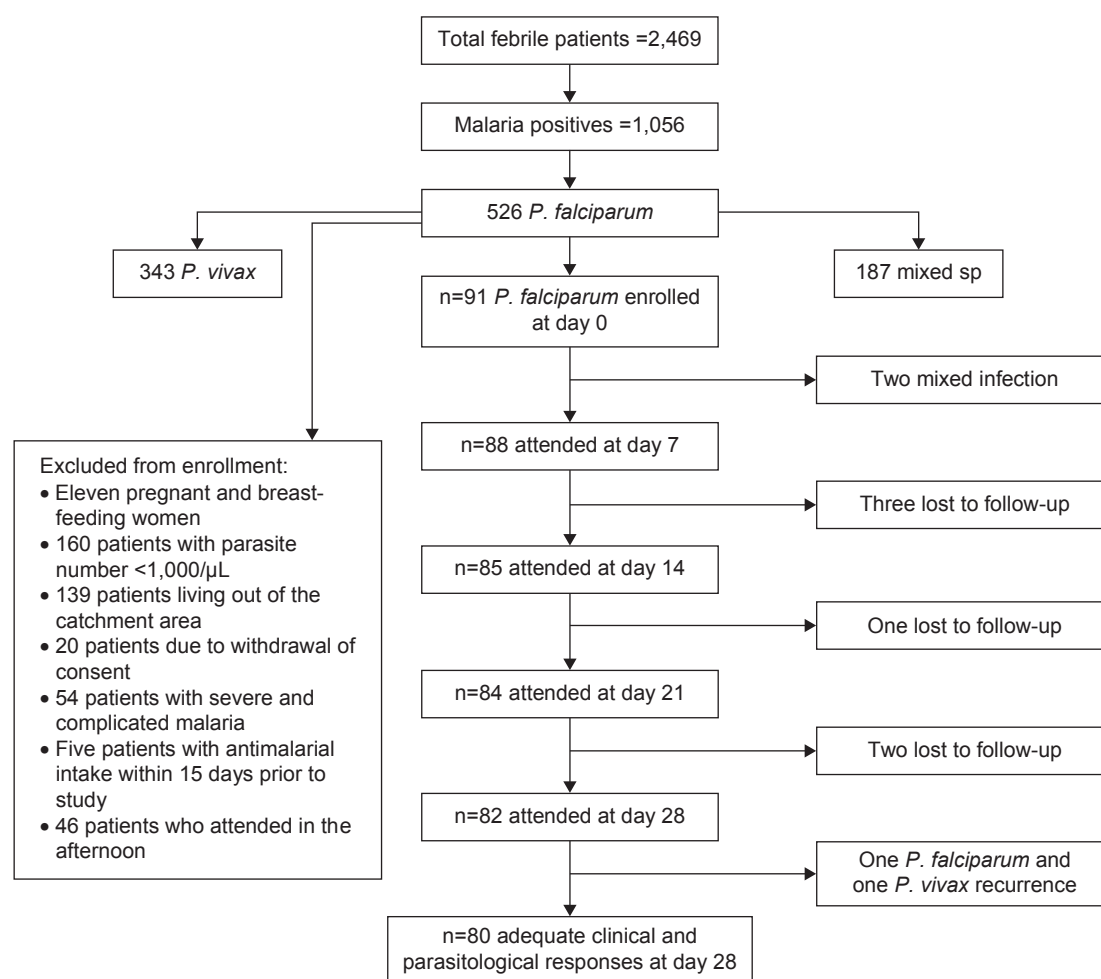 Total febrile patients =2,469
Malaria positives =1,056
526 P. falciparum
343 P. vivax
187 mixed sp
n=91 P. falciparum enrolled
at day 0
Two mixed infection
n=88 attended at day 7
Excluded from enrollment:
• Eleven pregnant and breast-
feeding women
• 160 patients with parasite
number <1,000/µL
• 139 patients living out of the
catchment area
• 20 patients due to withdrawal of
consent
• 54 patients with severe and
complicated malaria
• Five patients with antimalarial
intake within 15 days prior to
study
• 46 patients who attended in the
afternoon
Three lost to follow-up
n=85 attended at day 14
One lost to follow-up
n=84 attended at day 21
Two lost to follow-up
n=82 attended at day 28
One P. falciparum and
one P. vivax recurrence
n=80 adequate clinical and
parasitological responses at day 28